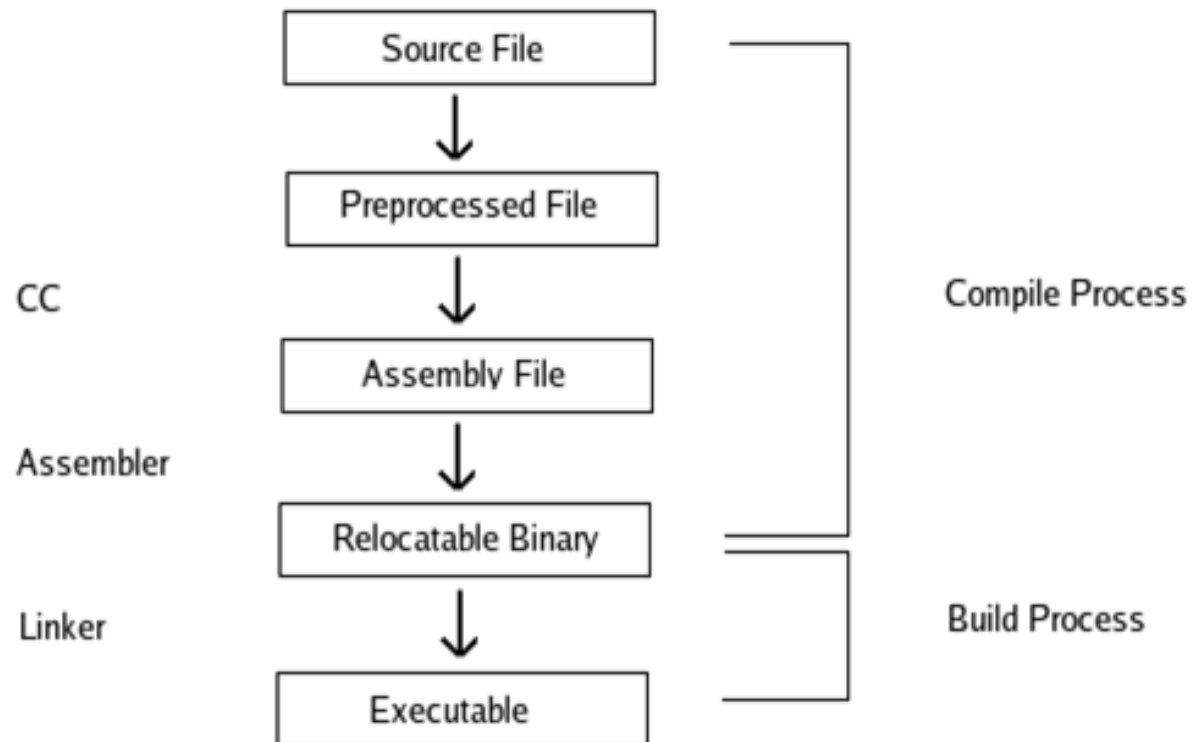 Source File
Preprocessed File
CC
Compile Process
Assembly File
Assembler
Relocatable Binary
Linker
Build Process
Executable